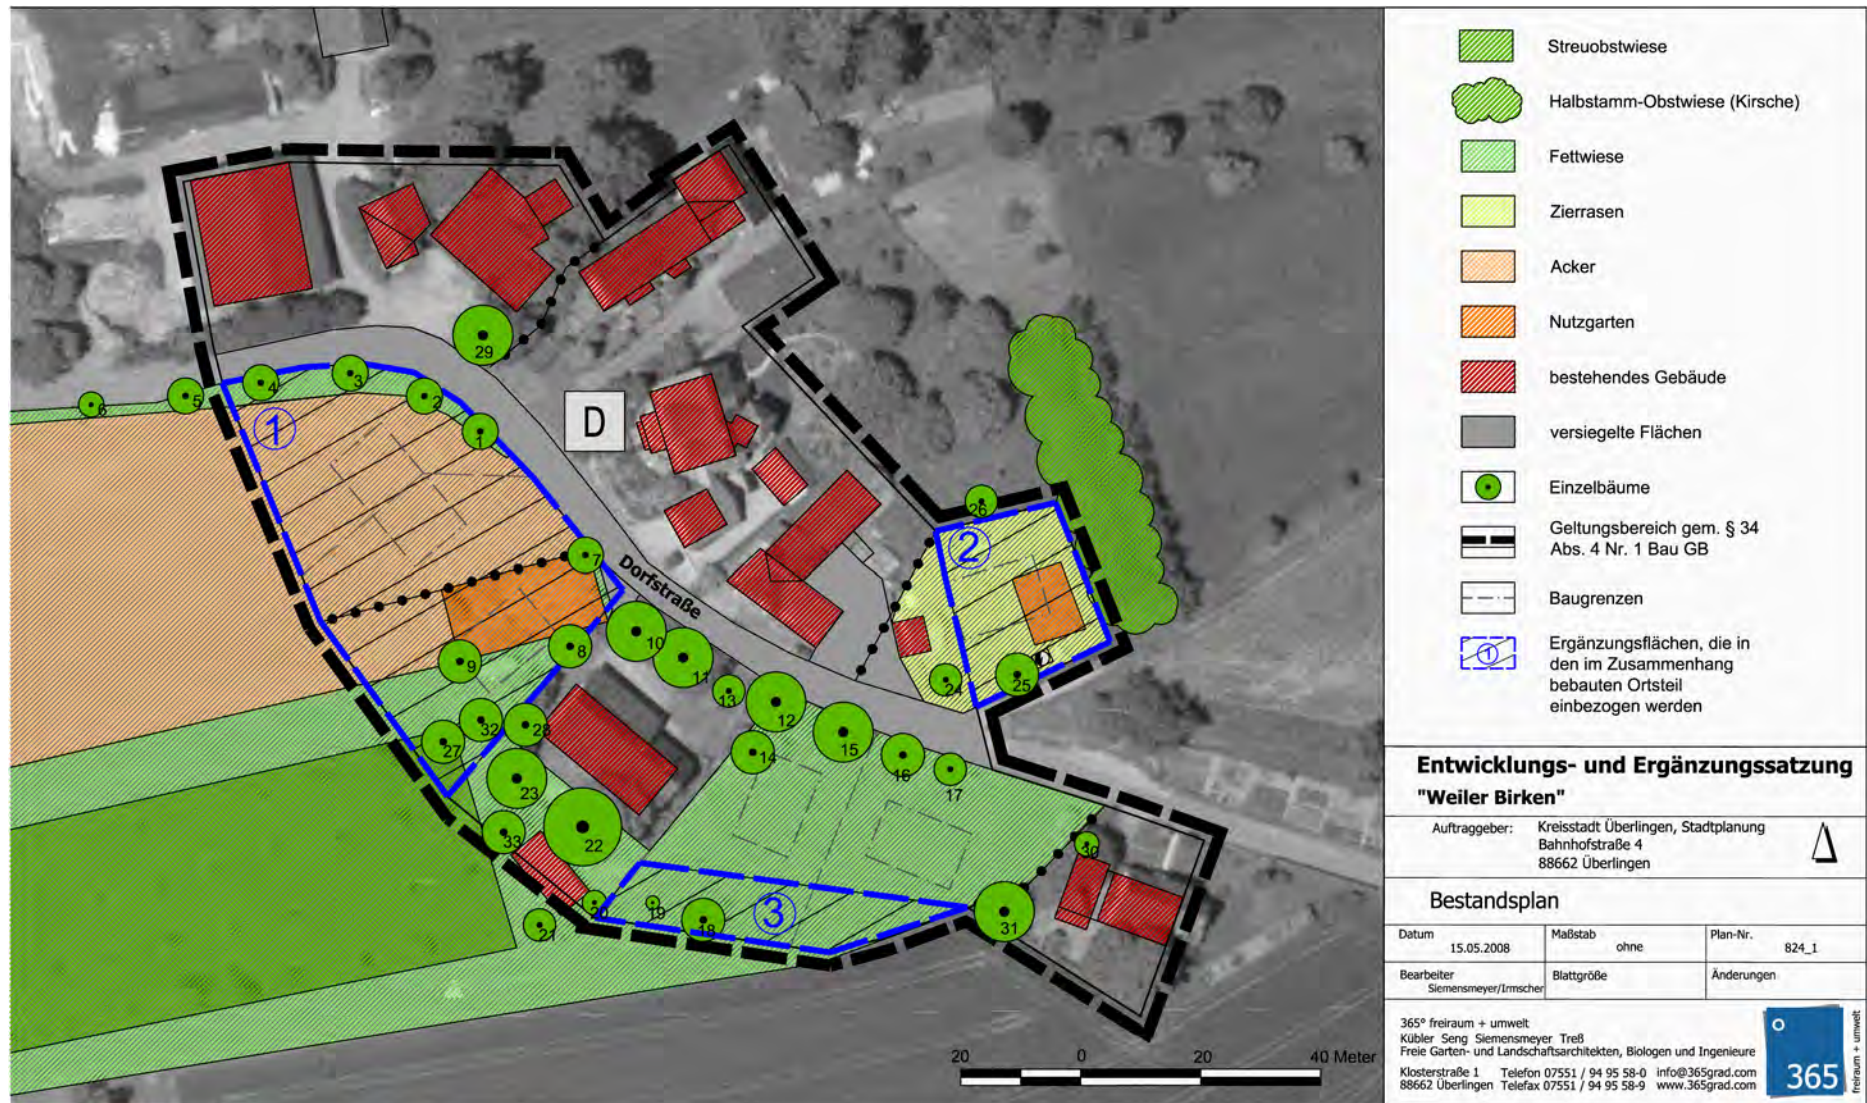 Streuobstwiese
Halbstamm-Obstwiese (Kirsche)
Fettwiese
Zierrasen
Acker
Nutzgarten
bestehendes Gebäude
versiegelte Flächen
Einzelbäume
Geltungsbereich gem. § 34
Abs. 4 Nr. 1 Bau GB
Baugrenzen
1
Ergänzungsflächen, die in
den im Zusammenhang
bebauten Ortsteil
einbezogen werden
Entwicklungs- und Ergänzungssatzung
"Weiler Birken"
Auftraggeber: Kreisstadt Überlingen, Stadtplanung
Bahnhofstraße 4
88662 Überlingen
Bestandsplan
Datum 15.05.2008
Maßstab ohne
Plan-Nr. 824_1
Bearbeiter Siemensmeyer/Irmscher
Blattgröße
Änderungen
365° freiraum + umwelt
Kübler Seng Siemensmeyer Treß
Freie Garten- und Landschaftsarchitekten, Biologen und Ingenieure
Klosterstraße 1 Telefon 07551 / 94 95 58-0 info@365grad.com
88662 Überlingen Telefax 07551 / 94 95 58-9 www.365grad.com
365
freiraum + umwelt
29
6
5
4
3
2
1
1
D
7
Dorfstraße
26
2
8
9
10
11
13
12
14
15
16
17
24
25
32
28
27
23
22
33
20
19
18
21
3
31
30
20 0 20 40 Meter